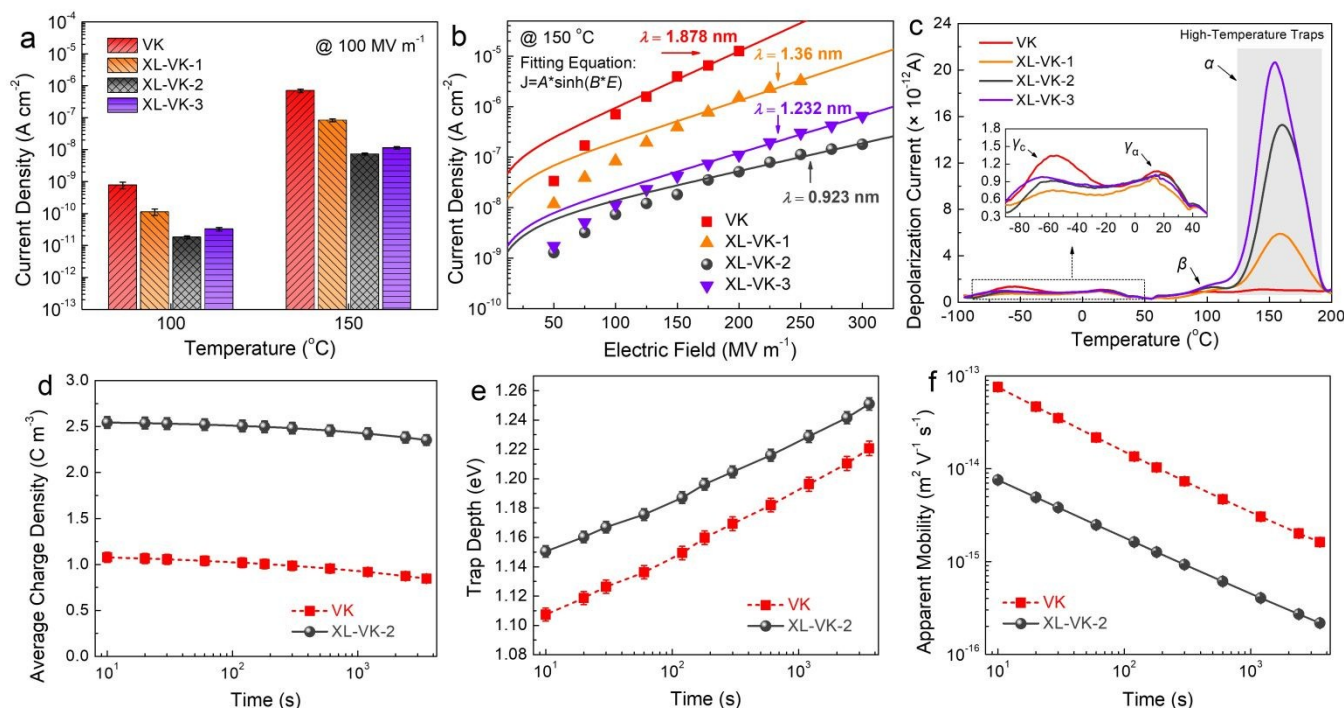 a
VK
XL-VK-1
XL-VK-2
XL-VK-3
@ 100 MV m⁻¹
Current Density (A cm⁻²)
10⁻⁵
10⁻⁶
10⁻⁷
10⁻⁸
10⁻⁹
10⁻¹⁰
10⁻¹¹
10⁻¹²
10⁻¹³
100
150
Temperature (°C)
b
@ 150 °C
Fitting Equation:
J=A*sinh(B*E)
λ = 1.878 nm
λ = 1.36 nm
λ = 1.232 nm
λ = 0.923 nm
VK
XL-VK-1
XL-VK-2
XL-VK-3
Current Density (A cm⁻²)
10⁻⁵
10⁻⁶
10⁻⁷
10⁻⁸
10⁻⁹
10⁻¹⁰
50 100 150 200 250 300
Electric Field (MV m⁻¹)
c
VK
XL-VK-1
XL-VK-2
XL-VK-3
High-Temperature Traps
α
β
γc
γα
1.8
1.5
1.2
0.9
0.6
0.3
-80 -60 -40 -20 0 20 40
Depolarization Current (× 10⁻¹²A)
24
20
16
12
8
4
0
-100 -50 0 50 100 150 200
Temperature (°C)
d
Average Charge Density (C m⁻³)
3.0
2.5
2.0
1.5
1.0
0.5
0.0
VK
XL-VK-2
10¹ 10² 10³
Time (s)
e
Trap Depth (eV)
1.26
1.24
1.22
1.20
1.18
1.16
1.14
1.12
1.10
1.08
VK
XL-VK-2
10¹ 10² 10³
Time (s)
f
Apparent Mobility (m² V⁻¹ s⁻¹)
10⁻¹³
10⁻¹⁴
10⁻¹⁵
10⁻¹⁶
VK
XL-VK-2
10¹ 10² 10³
Time (s)